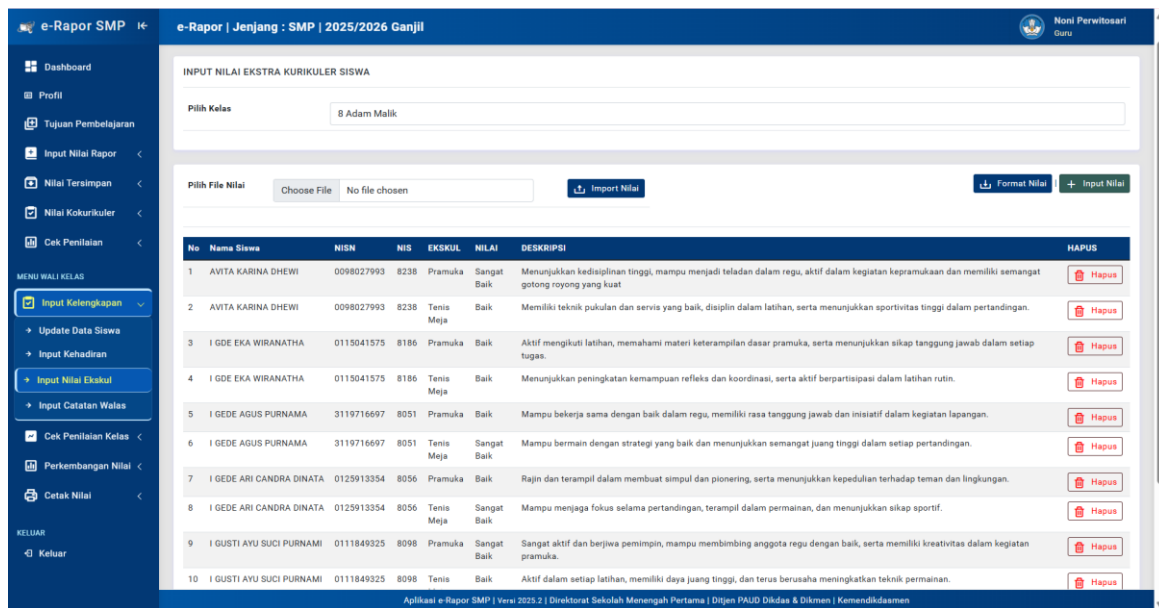 e-Rapor SMP
e-Rapor | Jenjang : SMP | 2025/2026 Ganjil
Noni Perwitosari
Guru
Dashboard
Profil
Tujuan Pembelajaran
Input Nilai Rapor
Nilai Tersimpan
Nilai Kokurikuler
Cek Penilaian
MENU WALI KELAS
Input Kelengkapan
Update Data Siswa
Input Kehadiran
Input Nilai Ekskul
Input Catatan Walas
Cek Penilaian Kelas
Perkembangan Nilai
Cetak Nilai
KELUAR
Keluar
INPUT NILAI EKSTRA KURIKULER SISWA
Pilih Kelas 8 Adam Malik
Pilih File Nilai Choose File No file chosen Import Nilai Format Nilai | + Input Nilai
No Nama Siswa NISN NIS EKSKUL NILAI DESKRIPSI HAPUS
1 AVITA KARINA DHEWI 0098027993 8238 Pramuka Sangat Baik Menunjukkan kedisiplinan tinggi, mampu menjadi teladan dalam regu, aktif dalam kegiatan kepramukaan dan memiliki semangat
gotong royong yang kuat Hapus
2 AVITA KARINA DHEWI 0098027993 8238 Tenis Meja Baik Memiliki teknik pukulan dan servis yang baik, disiplin dalam latihan, serta menunjukkan sportivitas tinggi dalam pertandingan. Hapus
3 I GDE EKA WIRANATHA 0115041575 8186 Pramuka Baik Aktif mengikuti latihan, memahami materi keterampilan dasar pramuka, serta menunjukkan sikap tanggung jawab dalam setiap
tugas. Hapus
4 I GDE EKA WIRANATHA 0115041575 8186 Tenis Meja Baik Menunjukkan peningkatan kemampuan refleks dan koordinasi, serta aktif berpartisipasi dalam latihan rutin. Hapus
5 I GEDE AGUS PURNAMA 3119716697 8051 Pramuka Baik Mampu bekerja sama dengan baik dalam regu, memiliki rasa tanggung jawab dan inisiatif dalam kegiatan lapangan. Hapus
6 I GEDE AGUS PURNAMA 3119716697 8051 Tenis Meja Sangat Baik Mampu bermain dengan strategi yang baik dan menunjukkan semangat juang tinggi dalam setiap pertandingan. Hapus
7 I GEDE ARI CANDRA DINATA 0125913354 8056 Pramuka Baik Rajin dan terampil dalam membuat simpul dan pionering, serta menunjukkan kepedulian terhadap teman dan lingkungan. Hapus
8 I GEDE ARI CANDRA DINATA 0125913354 8056 Tenis Meja Sangat Baik Mampu menjaga fokus selama pertandingan, terampil dalam permainan, dan menunjukkan sikap sportif. Hapus
9 I GUSTI AYU SUCI PURNAMI 0111849325 8098 Pramuka Sangat Baik Sangat aktif dan berjiwa pemimpin, mampu membimbing anggota regu dengan baik, serta memiliki kreativitas dalam kegiatan
pramuka. Hapus
10 I GUSTI AYU SUCI PURNAMI 0111849325 8098 Tenis Baik Aktif dalam setiap latihan, memiliki daya juang tinggi, dan terus berusaha meningkatkan teknik permainan. Hapus
Aplikasi e-Rapor SMP | Versi 2025.2 | Direktorat Sekolah Menengah Pertama | Ditjen PAUD Dikdas & Dikmen | Kemendikdasmen